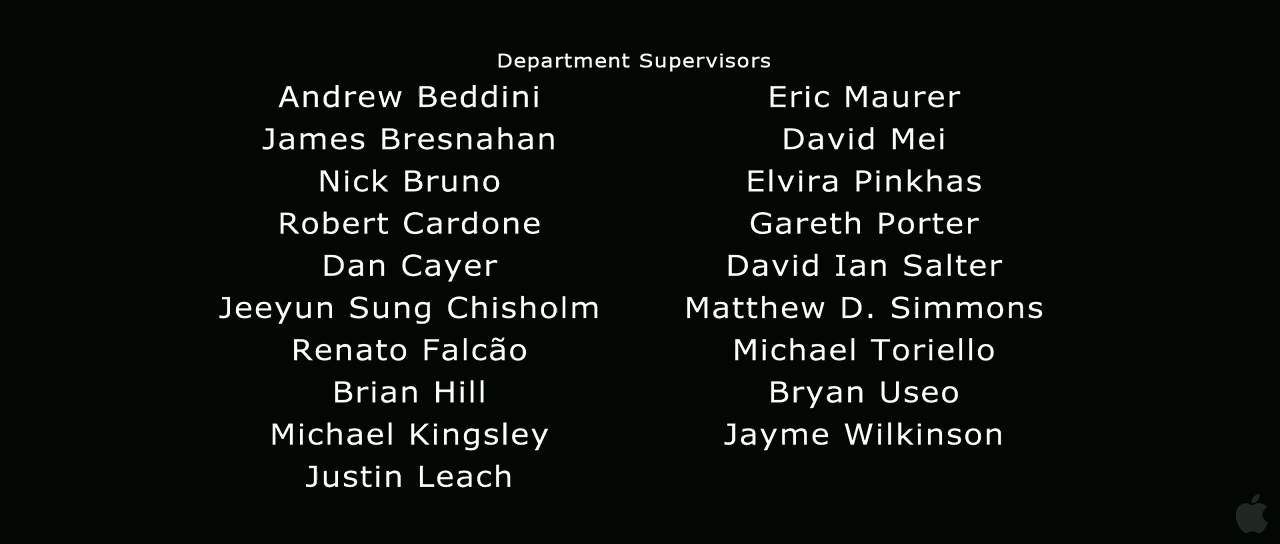 Department Supervisors
Andrew Beddini
James Bresnahan
Nick Bruno
Robert Cardone
Dan Cayer
Jeeyun Sung Chisholm
Renato Falcão
Brian Hill
Michael Kingsley
Justin Leach
Eric Maurer
David Mei
Elvira Pinkhas
Gareth Porter
David Ian Salter
Matthew D. Simmons
Michael Toriello
Bryan Useo
Jayme Wilkinson